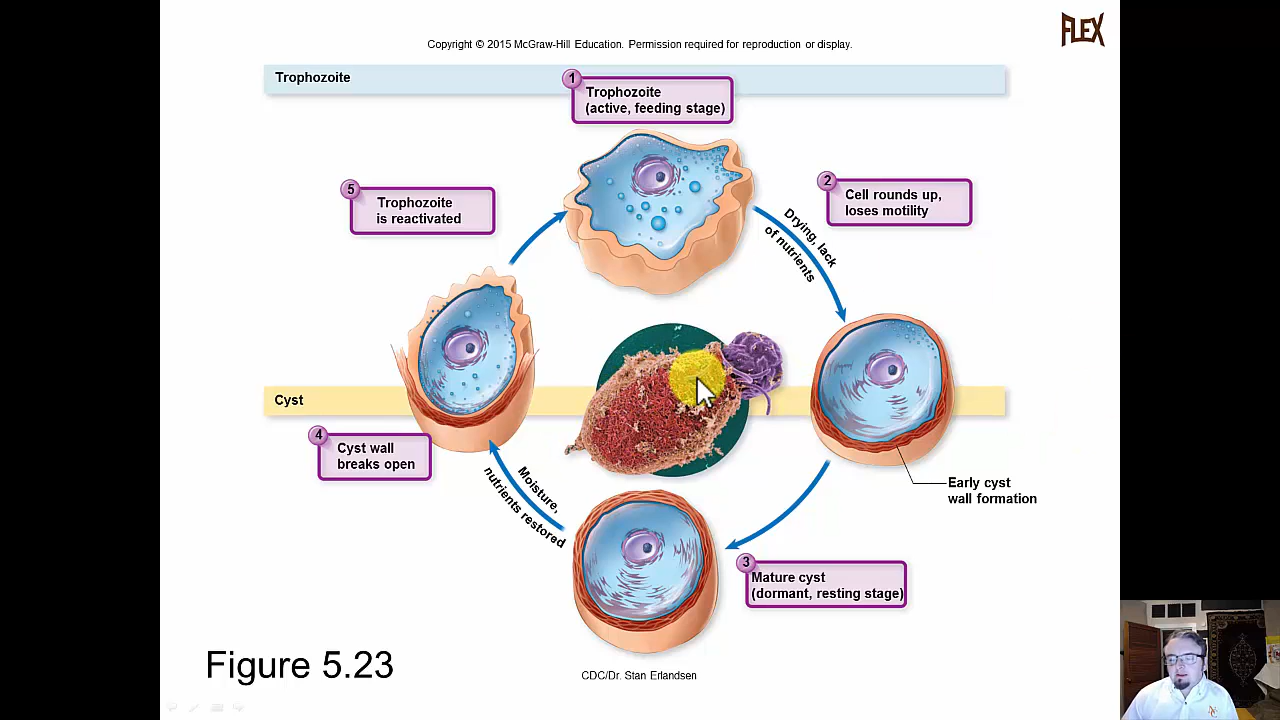 FLEX
Copyright © 2015 McGraw-Hill Education. Permission required for reproduction or display.
Trophozoite
1
Trophozoite
(active, feeding stage)
2
Cell rounds up,
loses motility
Drying, lack
of nutrients
Early cyst
wall formation
3
Mature cyst
(dormant, resting stage)
Moisture,
nutrients restored
4
Cyst wall
breaks open
Cyst
5
Trophozoite
is reactivated
Figure 5.23
CDC/Dr. Stan Erlandsen